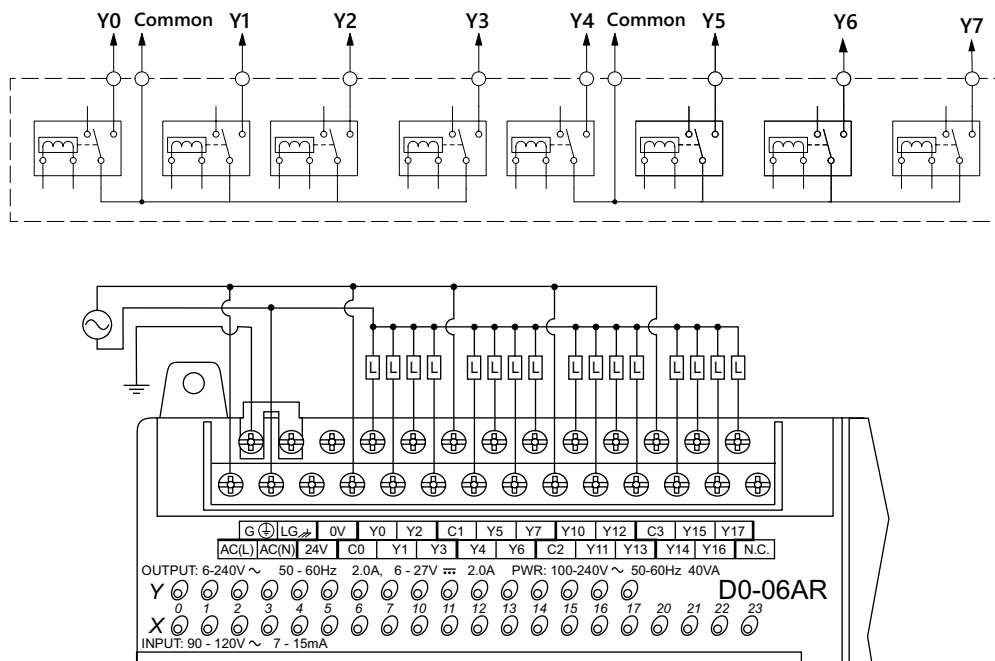 Y0 Common Y1 Y2 Y3 Y4 Common Y5 Y6 Y7
L L L L L L L L L L L L L L L L
G LG 0V Y0 Y2 C1 Y5 Y7 Y10 Y12 C3 Y15 Y17
AC(L) AC(N) 24V C0 Y1 Y3 Y4 Y6 C2 Y11 Y13 Y14 Y16 N.C.
OUTPUT: 6-240V ~ 50 - 60Hz 2.0A, 6 - 27V ⎓ 2.0A PWR: 100-240V ~ 50-60Hz 40VA
Y D0-06AR
0 1 2 3 4 5 6 7 10 11 12 13 14 15 16 17 20 21 22 23
X
INPUT: 90 - 120V ~ 7 - 15mA